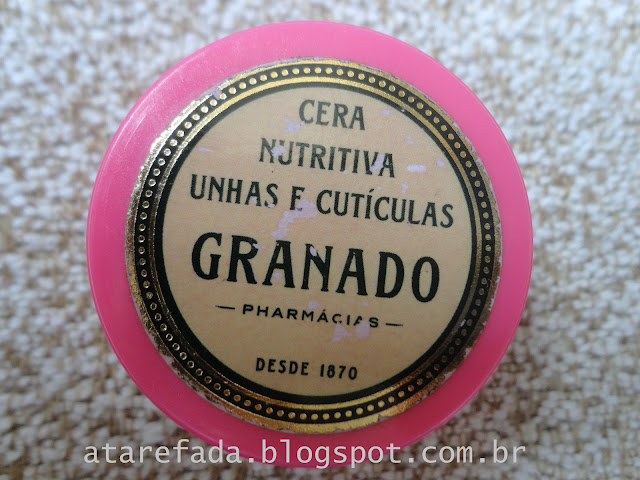 CERA
NUTRITIVA
UNHAS E CUTÍCULAS
GRANADO
— PHARMÁCIAS —
DESDE 1870
atarefada.blogspot.com.br